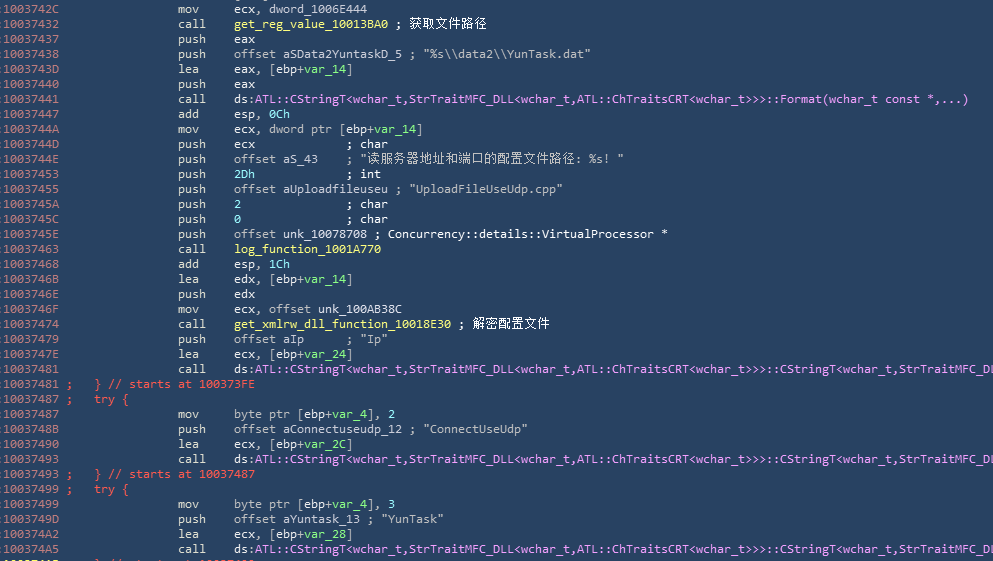 :1003742C mov ecx, dword_1006E444
:10037432 call get_reg_value_10013BA0 ; 获取文件路径
:10037437 push eax
:10037438 push offset aSData2YuntaskD_5 ; "%s\\data2\\YunTask.dat"
:1003743D lea eax, [ebp+var_14]
:10037440 push eax
:10037441 call ds:ATL::CStringT<wchar_t,StrTraitMFC_DLL<wchar_t,ATL::ChTraitsCRT<wchar_t>>>::Format(wchar_t const *,...)
:10037447 add esp, 0Ch
:1003744A mov ecx, dword ptr [ebp+var_14]
:1003744D push ecx ; char
:1003744E push offset aS_43 ; "读服务器地址和端口的配置文件路径: %s! "
:10037453 push 2Dh ; int
:10037455 push offset aUploadfileuseu ; "UploadFileUseUdp.cpp"
:1003745A push 2 ; char
:1003745C push 0 ; char
:1003745E push offset unk_10078708 ; Concurrency::details::VirtualProcessor *
:10037463 call log_function_1001A770
:10037468 add esp, 1Ch
:1003746B lea edx, [ebp+var_14]
:1003746E push edx
:1003746F mov ecx, offset unk_100AB38C
:10037474 call get_xmlrw_dll_function_10018E30 ; 解密配置文件
:10037479 push offset aIp ; "Ip"
:1003747E lea ecx, [ebp+var_24]
:10037481 call ds:ATL::CStringT<wchar_t,StrTraitMFC_DLL<wchar_t,ATL::ChTraitsCRT<wchar_t>>>::CStringT<wchar_t,StrTraitMFC_DL
:10037481 ; } // starts at 100373FE
:10037487 ; try {
:10037487 mov byte ptr [ebp+var_4], 2
:1003748B push offset aConnectuseudp_12 ; "ConnectUseUdp"
:10037490 lea ecx, [ebp+var_2C]
:10037493 call ds:ATL::CStringT<wchar_t,StrTraitMFC_DLL<wchar_t,ATL::ChTraitsCRT<wchar_t>>>::CStringT<wchar_t,StrTraitMFC_DL
:10037493 ; } // starts at 10037487
:10037499 ; try {
:10037499 mov byte ptr [ebp+var_4], 3
:1003749D push offset aYuntask_13 ; "YunTask"
:100374A2 lea ecx, [ebp+var_28]
:100374A5 call ds:ATL::CStringT<wchar_t,StrTraitMFC_DLL<wchar_t,ATL::ChTraitsCRT<wchar_t>>>::CStringT<wchar_t,StrTraitMFC_DL